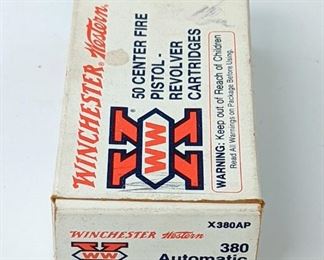 WINCHESTER Western
WW
50 CENTER FIRE
PISTOL -
REVOLVER
CARTRIDGES
WARNING: Keep out of Reach of Children
Read All Warnings on Package Before Using.
WINCHESTER Western
X380AP
WW
380
Automatic